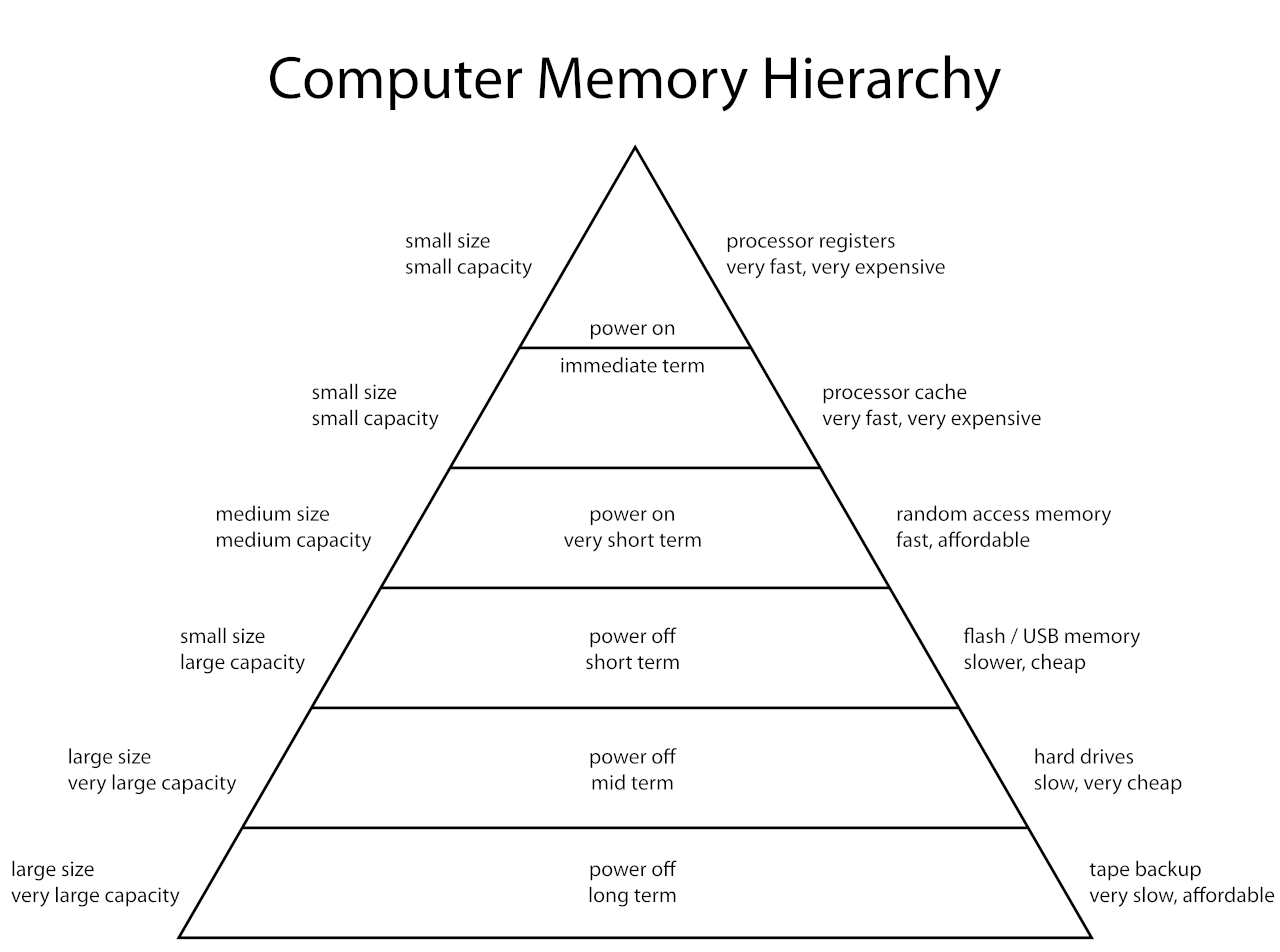 Computer Memory Hierarchy
small size
small capacity
processor registers
very fast, very expensive
power on
immediate term
small size
small capacity
processor cache
very fast, very expensive
medium size
medium capacity
power on
very short term
random access memory
fast, affordable
small size
large capacity
power off
short term
flash / USB memory
slower, cheap
large size
very large capacity
power off
mid term
hard drives
slow, very cheap
large size
very large capacity
power off
long term
tape backup
very slow, affordable